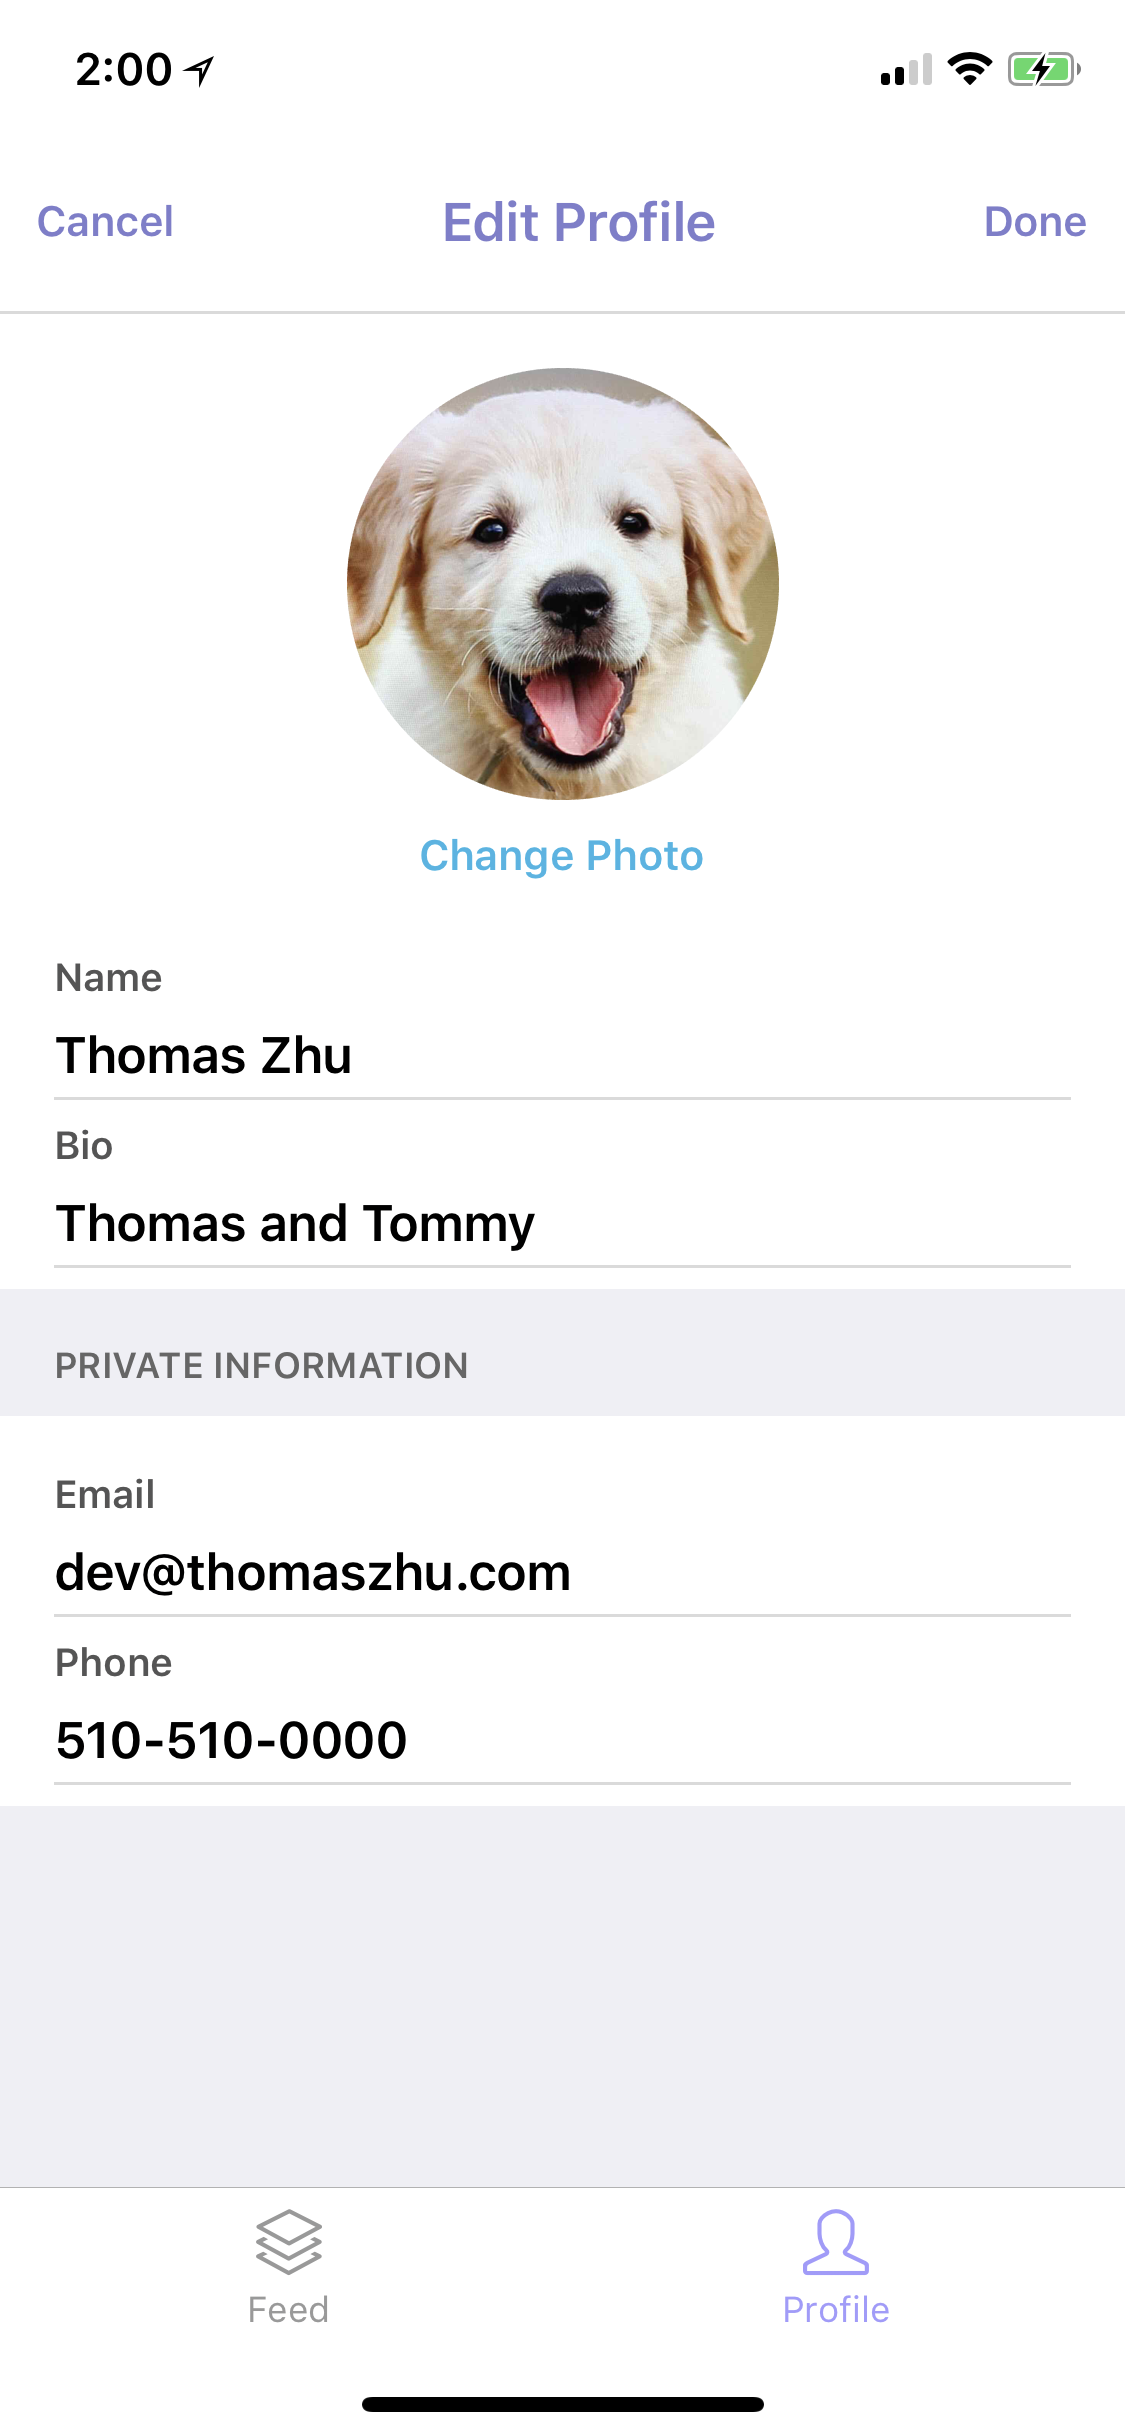 2:00
Cancel Edit Profile Done
Change Photo
Name
Thomas Zhu
Bio
Thomas and Tommy
PRIVATE INFORMATION
Email
dev@thomaszhu.com
Phone
510-510-0000
Feed Profile